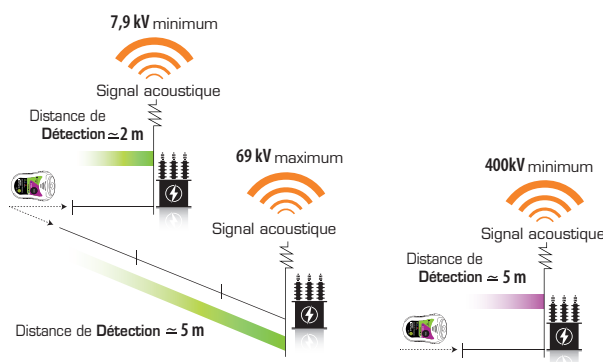 7,9 kV minimum
Signal acoustique
Distance de
Détection ≃ 2 m
69 kV maximum
Signal acoustique
Distance de Détection ≃ 5 m
400kV minimum
Signal acoustique
Distance de
Détection ≃ 5 m